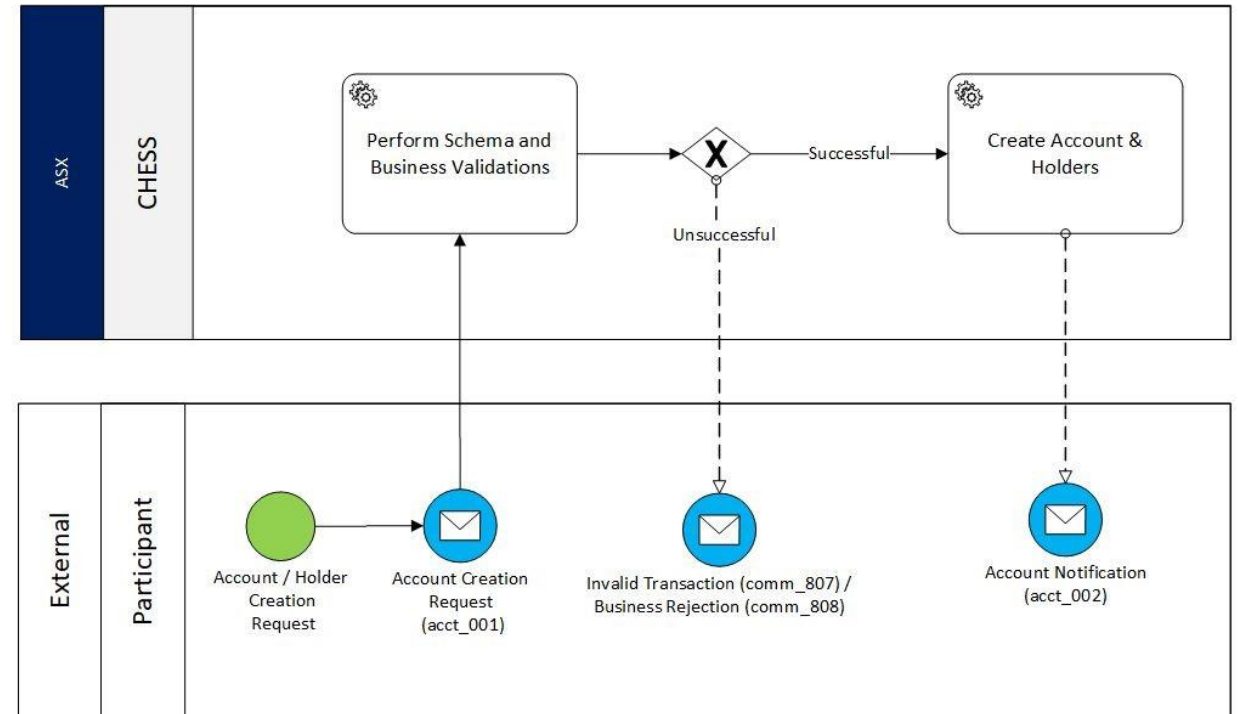 ASX
CHESS
Perform Schema and
Business Validations
X
Successful
Create Account &
Holders
Unsuccessful
External
Participant
Account / Holder
Creation
Request
Account Creation
Request
(acct_001)
Invalid Transaction (comm_807) /
Business Rejection (comm_808)
Account Notification
(acct_002)